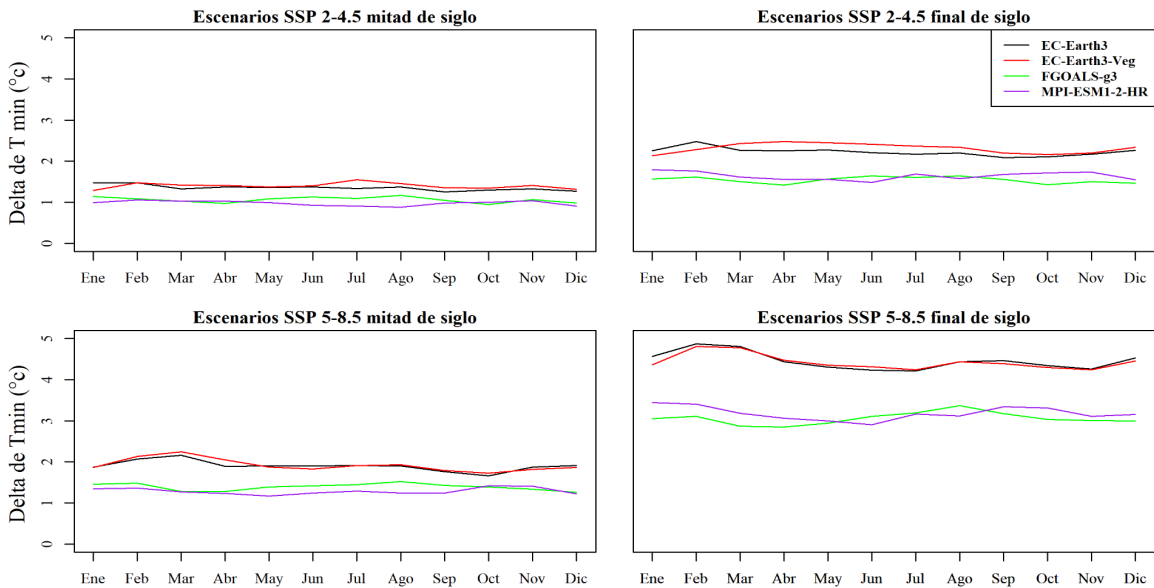 Escenarios SSP 2-4.5 mitad de siglo
Delta de T min (°c)
5
4
3
2
1
0
Ene Feb Mar Abr May Jun Jul Ago Sep Oct Nov Dic
Escenarios SSP 2-4.5 final de siglo
EC-Earth3
EC-Earth3-Veg
FGOALS-g3
MPI-ESM1-2-HR
Ene Feb Mar Abr May Jun Jul Ago Sep Oct Nov Dic
Escenarios SSP 5-8.5 mitad de siglo
Delta de Tmin (°c)
5
4
3
2
1
0
Ene Feb Mar Abr May Jun Jul Ago Sep Oct Nov Dic
Escenarios SSP 5-8.5 final de siglo
Ene Feb Mar Abr May Jun Jul Ago Sep Oct Nov Dic